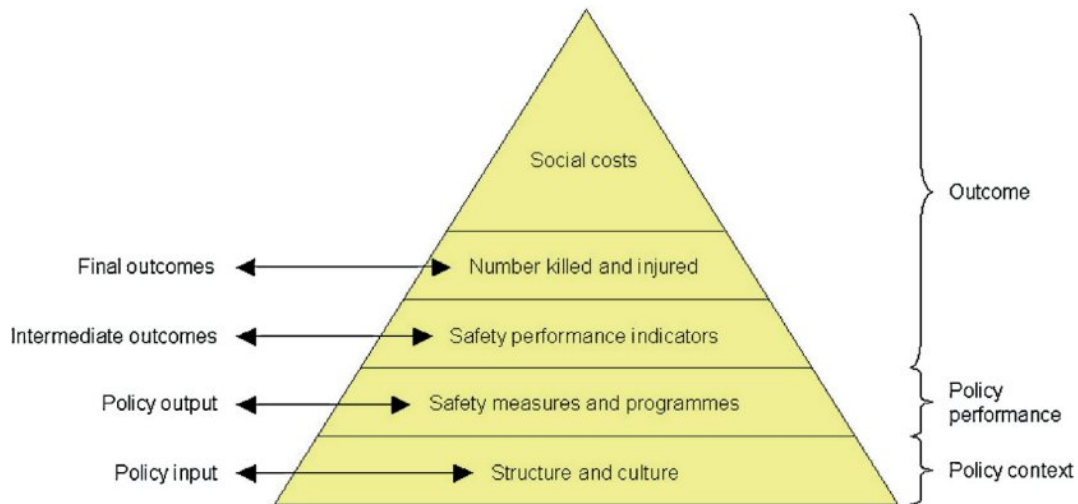 Social costs
Outcome
Final outcomes
Number killed and injured
Intermediate outcomes
Safety performance indicators
Policy output
Safety measures and programmes
Policy
performance
Policy input
Structure and culture
Policy context